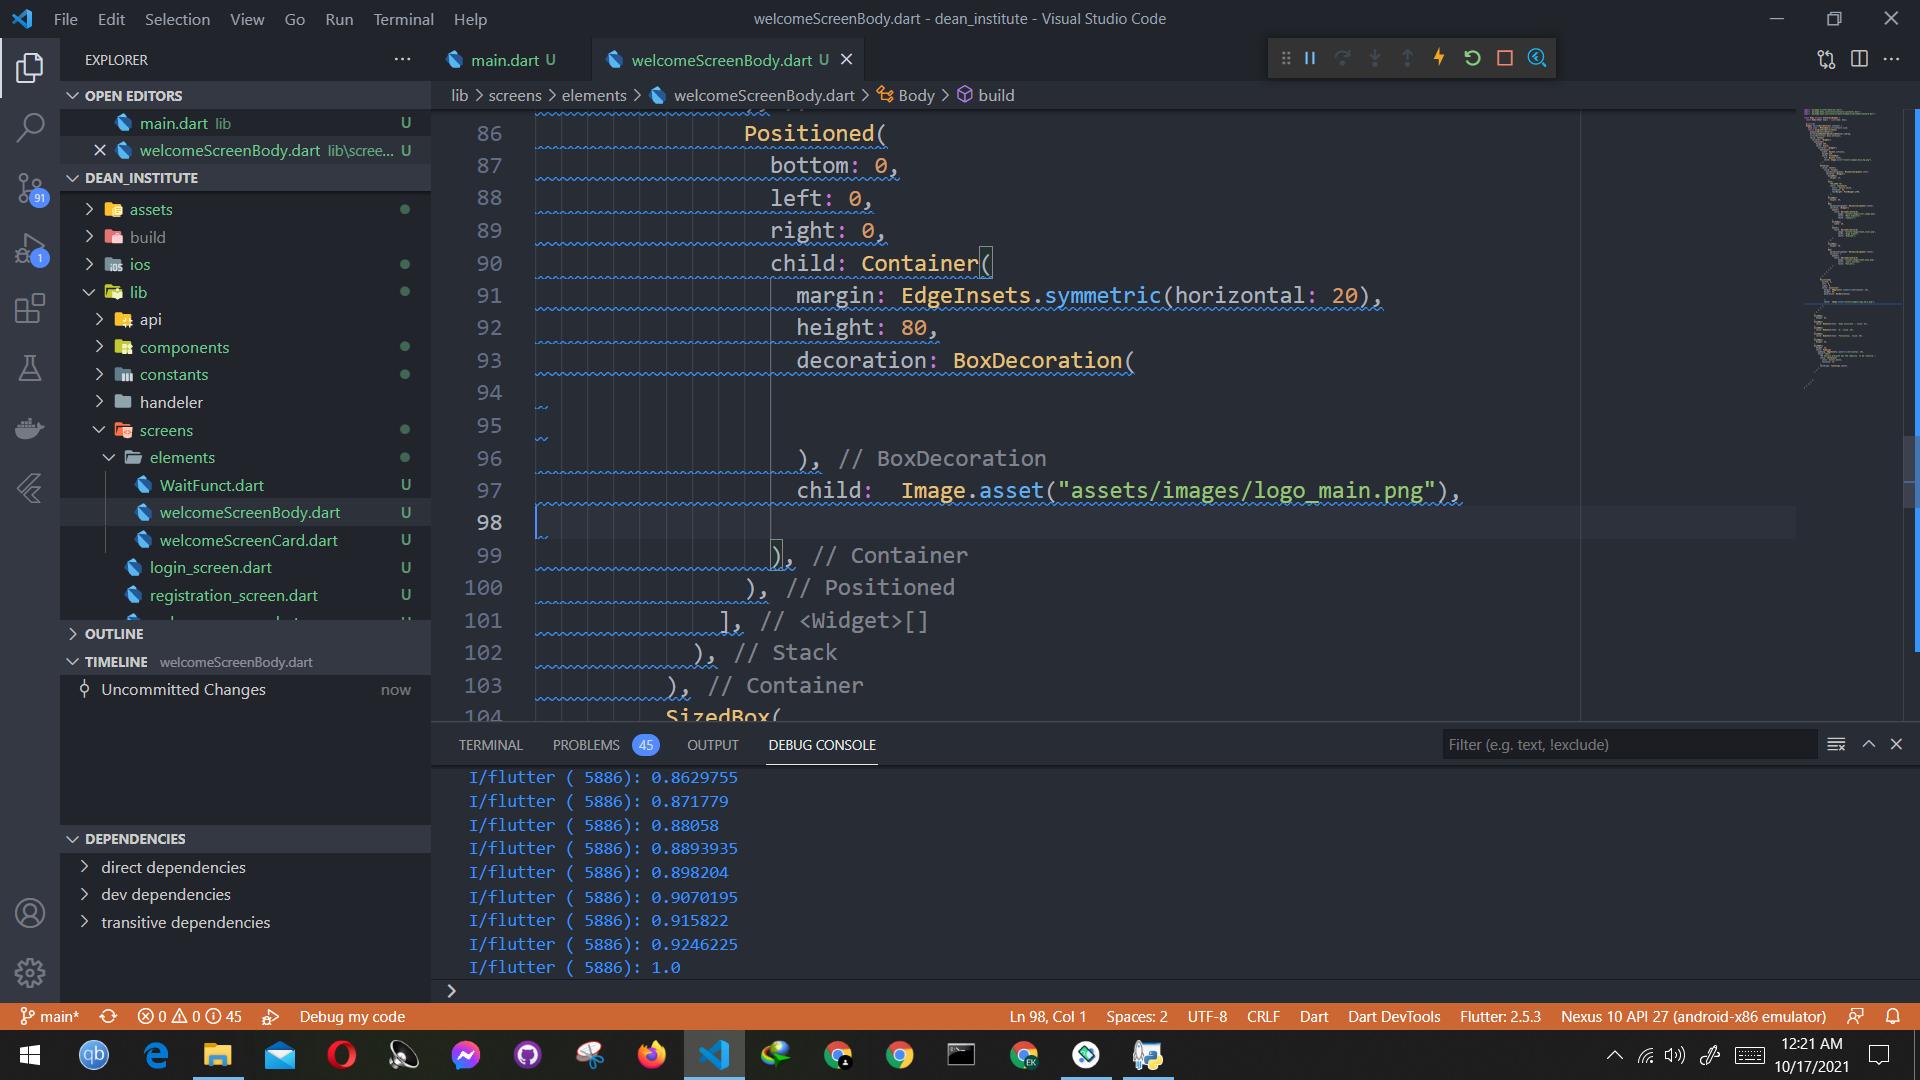 File Edit Selection View Go Run Terminal Help
welcomeScreenBody.dart - dean_institute - Visual Studio Code
EXPLORER
OPEN EDITORS
main.dart lib U
welcomeScreenBody.dart lib\scree... U
DEAN_INSTITUTE
assets
build
ios
lib
api
components
constants
handeler
screens
elements
WaitFunct.dart U
welcomeScreenBody.dart U
welcomeScreenCard.dart U
login_screen.dart U
registration_screen.dart U
OUTLINE
TIMELINE welcomeScreenBody.dart
Uncommitted Changes now
DEPENDENCIES
direct dependencies
dev dependencies
transitive dependencies
91
1
main.dart U
welcomeScreenBody.dart U
lib > screens > elements > welcomeScreenBody.dart > Body > build
86 Positioned(
87 bottom: 0,
88 left: 0,
89 right: 0,
90 child: Container(
91 margin: EdgeInsets.symmetric(horizontal: 20),
92 height: 80,
93 decoration: BoxDecoration(
94
95
96 ), // BoxDecoration
97 child:  Image.asset("assets/images/logo_main.png"),
98
99 ), // Container
100 ), // Positioned
101 ], // <Widget>[]
102 ), // Stack
103 ), // Container
104 SizedBox(
TERMINAL PROBLEMS 45 OUTPUT DEBUG CONSOLE
Filter (e.g. text, !exclude)
I/flutter ( 5886): 0.8629755
I/flutter ( 5886): 0.871779
I/flutter ( 5886): 0.88058
I/flutter ( 5886): 0.8893935
I/flutter ( 5886): 0.898204
I/flutter ( 5886): 0.9070195
I/flutter ( 5886): 0.915822
I/flutter ( 5886): 0.9246225
I/flutter ( 5886): 1.0
>
main* 0 0 45 Debug my code
Ln 98, Col 1 Spaces: 2 UTF-8 CRLF Dart Dart DevTools Flutter: 2.5.3 Nexus 10 API 27 (android-x86 emulator)
qb
EK
12:21 AM
10/17/2021